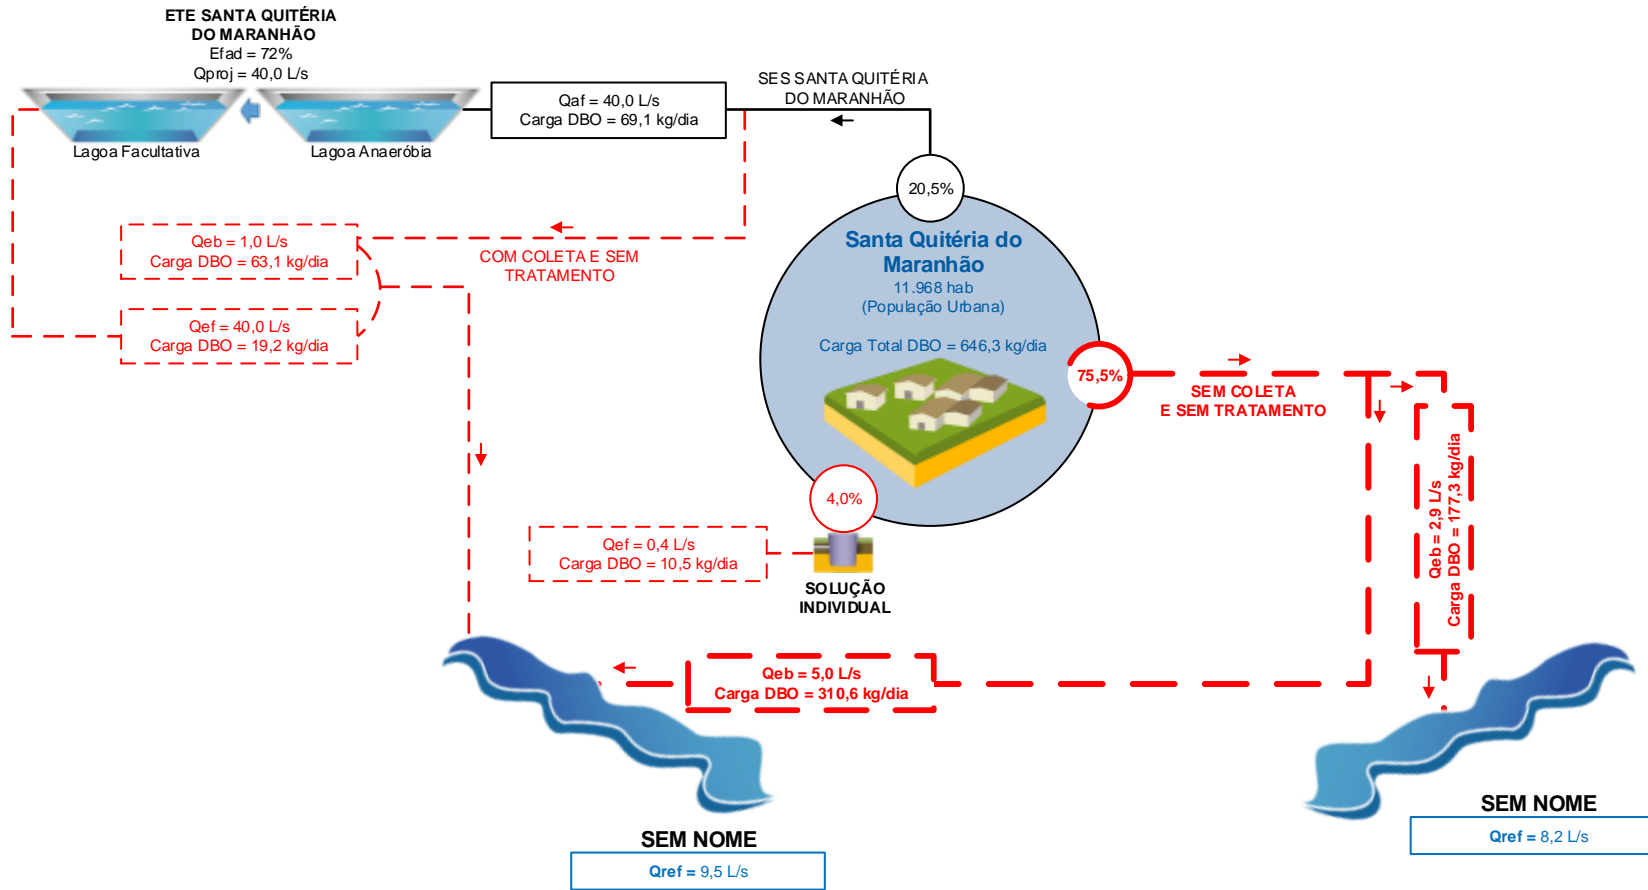 ETE SANTA QUITÉRIA
DO MARANHÃO
Efad = 72%
Qproj = 40,0 L/s
Lagoa Facultativa
Lagoa Anaeróbia
Qaf = 40,0 L/s
Carga DBO = 69,1 kg/dia
SES SANTA QUITÉRIA
DO MARANHÃO
20,5%
Qeb = 1,0 L/s
Carga DBO = 63,1 kg/dia
COM COLETA E SEM
TRATAMENTO
Qef = 40,0 L/s
Carga DBO = 19,2 kg/dia
Santa Quitéria do
Maranhão
11.968 hab
(População Urbana)
Carga Total DBO = 646,3 kg/dia
75,5%
SEM COLETA
E SEM TRATAMENTO
Qeb = 2,9 L/s
Carga DBO = 177,3 kg/dia
4,0%
Qef = 0,4 L/s
Carga DBO = 10,5 kg/dia
SOLUÇÃO
INDIVIDUAL
Qeb = 5,0 L/s
Carga DBO = 310,6 kg/dia
SEM NOME
Qref = 9,5 L/s
SEM NOME
Qref = 8,2 L/s